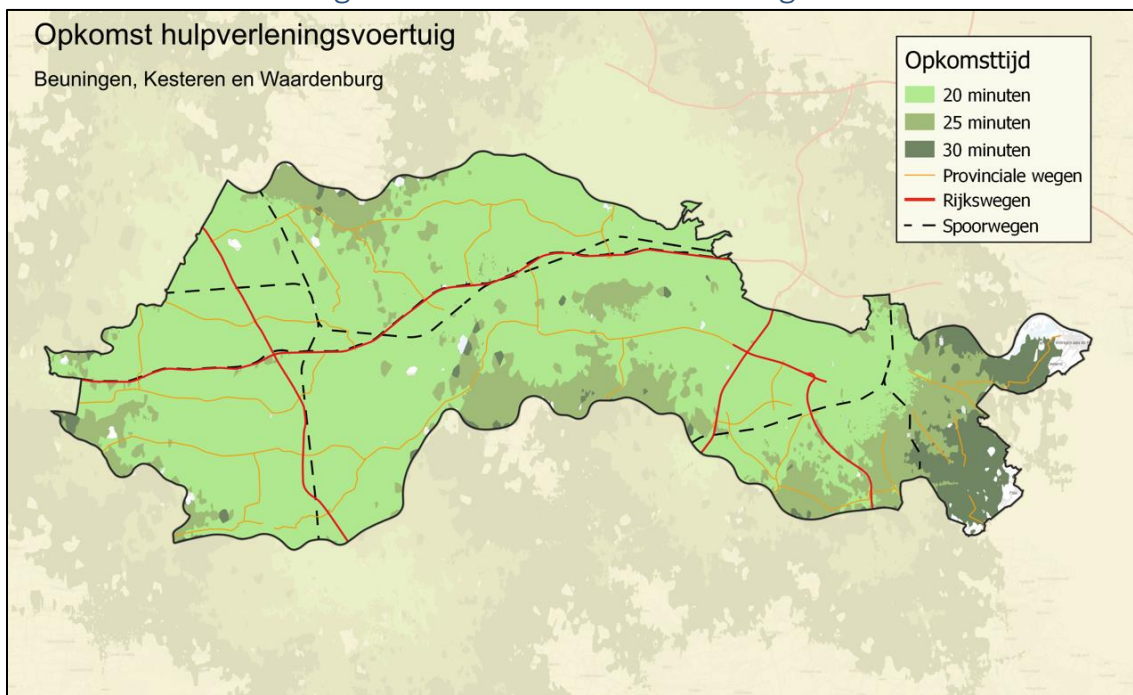 Opkomst hulpverleningsvoertuig
Beuningen, Kesteren en Waardenburg
Opkomsttijd
20 minuten
25 minuten
30 minuten
Provinciale wegen
Rijkswegen
Spoorwegen